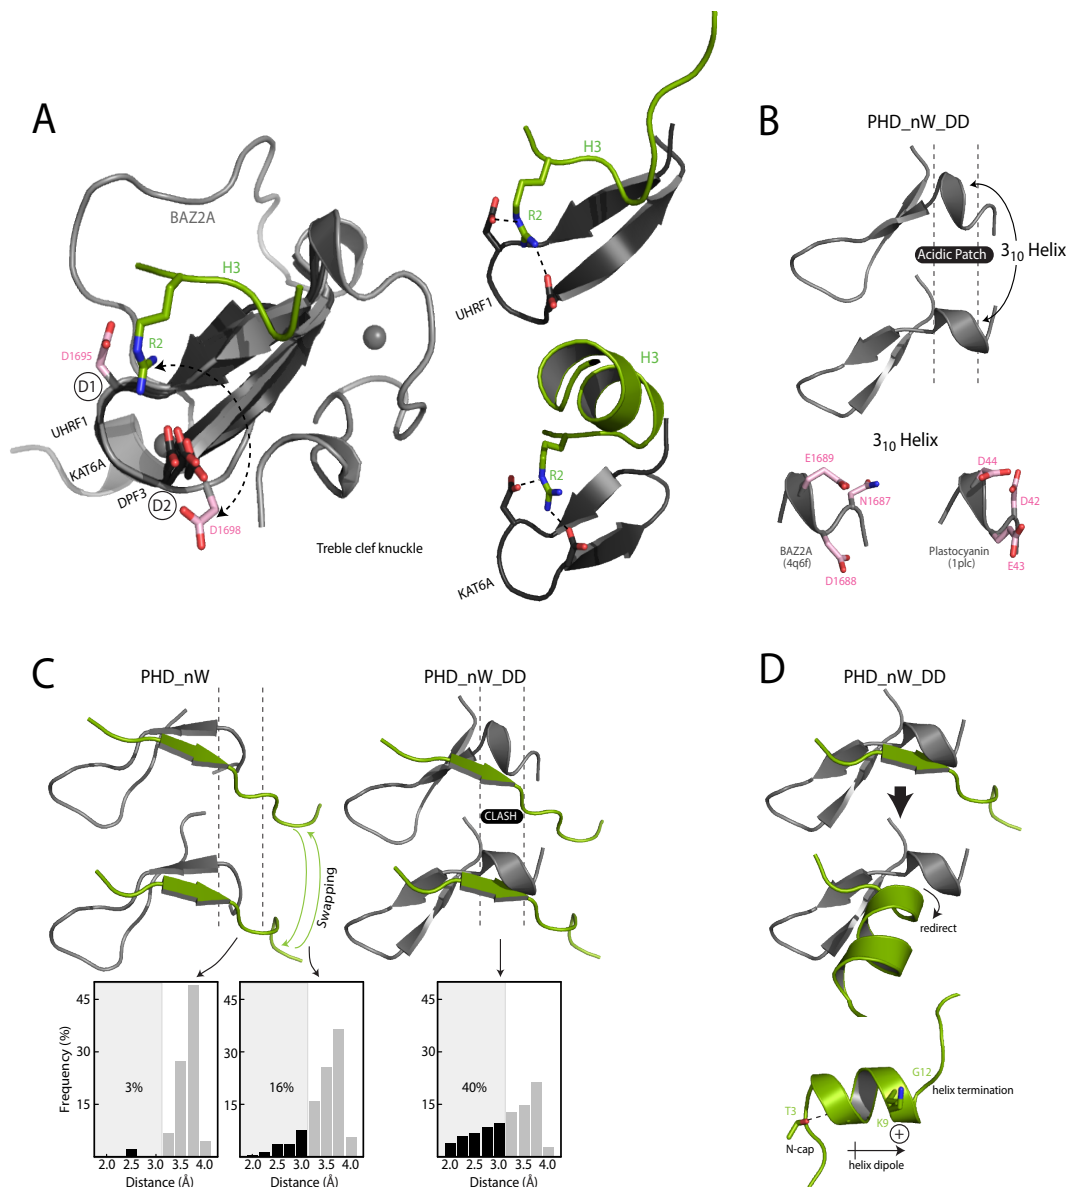 A
BAZ2A
H3
R2
D1695
D1
UHRF1
KAT6A
DPF3
D2
D1698
Treble clef knuckle
H3
R2
UHRF1
H3
R2
KAT6A
B
PHD_nW_DD
Acidic Patch
3₁₀ Helix
3₁₀ Helix
E1689
N1687
BAZ2A
(4q6f)
D1688
D44
D42
Plastocyanin
(1plc)
E43
C
PHD_nW
PHD_nW_DD
CLASH
Swapping
Frequency (%)
45
30
15
3%
2.0 2.5 3.0 3.5 4.0
Distance (Å)
45
30
15
16%
2.0 2.5 3.0 3.5 4.0
Distance (Å)
45
30
15
40%
2.0 2.5 3.0 3.5 4.0
Distance (Å)
D
PHD_nW_DD
redirect
G12
helix termination
T3
K9
+
N-cap
helix dipole